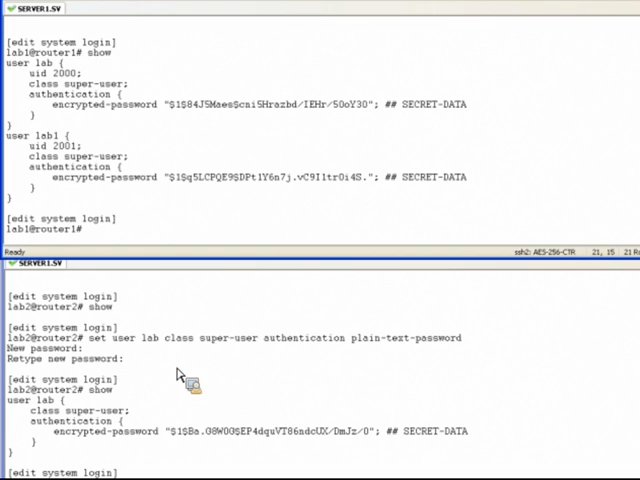 SERVER1.SV
[edit system login]
lab1@router1# show
user lab {
uid 2000;
class super-user;
authentication {
encrypted-password "$1$84J5Maes$cni5Hrazbd/IEHr/50oY30"; ## SECRET-DATA
}
}
user lab1 {
uid 2001;
class super-user;
authentication {
encrypted-password "$1$q5LCPQE9$DPt1Y6n7j.vC9I1tr0i4S."; ## SECRET-DATA
}
}
[edit system login]
lab1@router1#
Ready ssh2: AES-256-CTR 21, 15 21 R
SERVER1.SV
[edit system login]
lab2@router2# show
[edit system login]
lab2@router2# set user lab class super-user authentication plain-text-password
New password:
Retype new password:
[edit system login]
lab2@router2# show
user lab {
class super-user;
authentication {
encrypted-password "$1$Ba.G8W0G$EP4dquVT86ndcUX/DmJz/0"; ## SECRET-DATA
}
}
[edit system login]